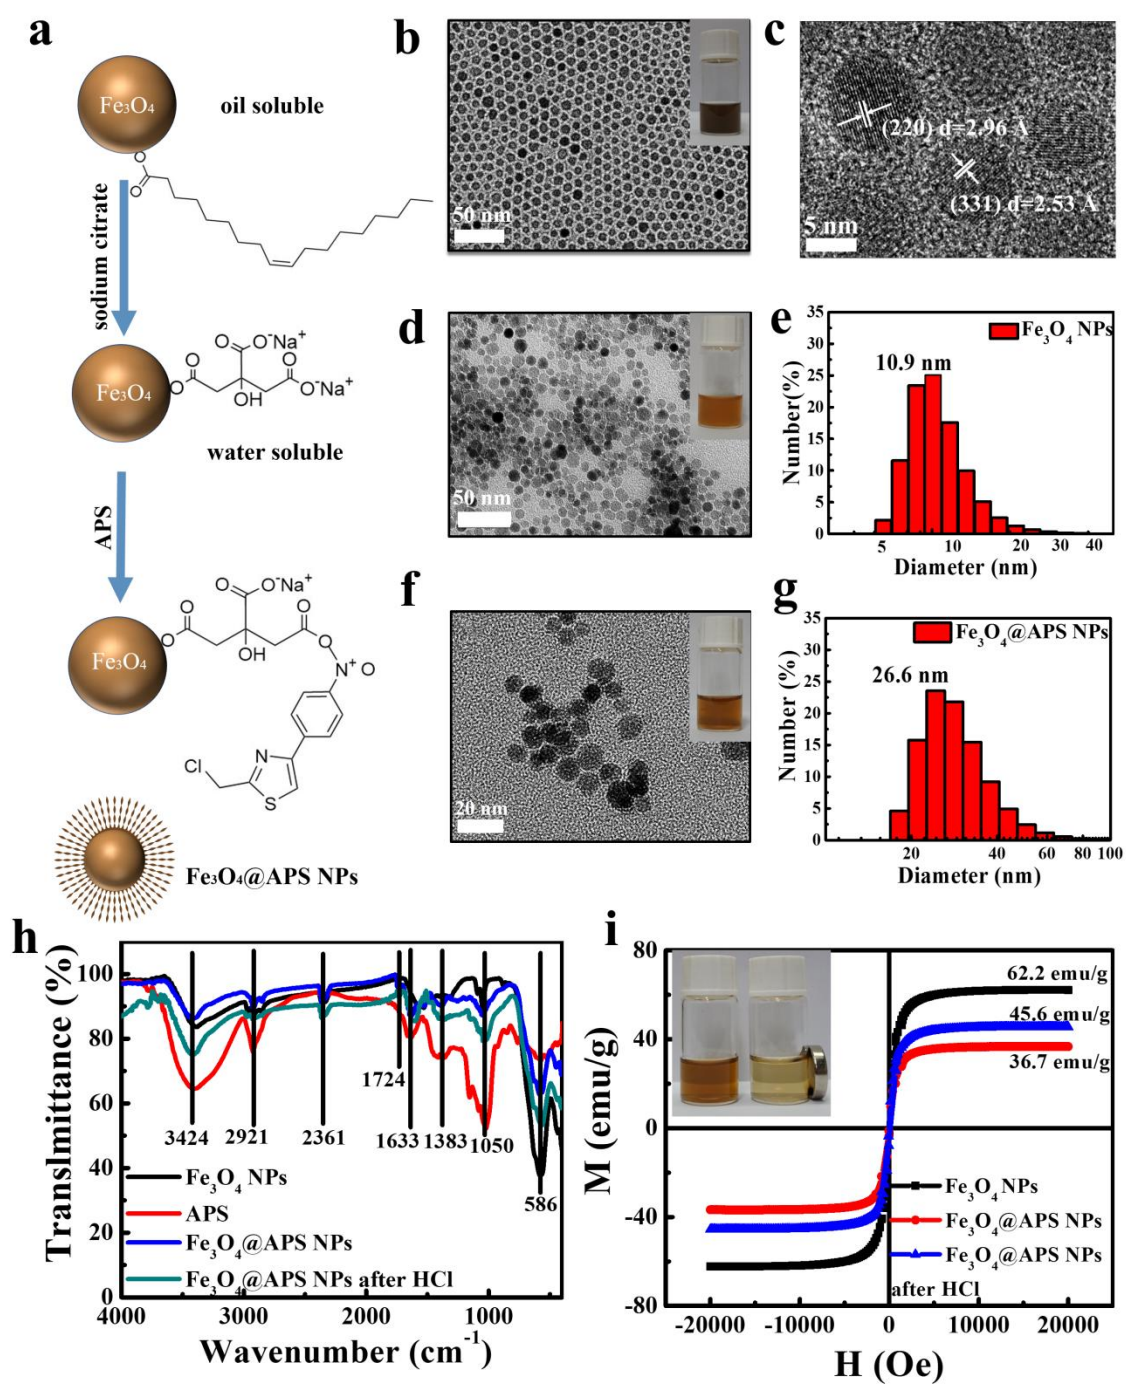 a
Fe₃O₄
oil soluble
O
O
sodium citrate
Fe₃O₄
O
O
O
O⁻Na⁺
OH
O
O⁻Na⁺
water soluble
APS
Fe₃O₄
O
O
O
O⁻Na⁺
OH
O
O
N⁺ O
N
S
Cl
Fe₃O₄@APS NPs
b
50 nm
c
(220) d=2.96 Å
(331) d=2.53 Å
5 nm
d
50 nm
e
Fe₃O₄ NPs
10.9 nm
Number(%)
35
30
25
20
15
10
5
0
5 10 20 30 40
Diameter (nm)
f
20 nm
g
Fe₃O₄@APS NPs
26.6 nm
Number (%)
35
30
25
20
15
10
5
0
20 40 60 80 100
Diameter (nm)
h
Translmittance (%)
100
80
60
40
20
0
3424 2921 2361 1724 1633 1383 1050 586
Fe₃O₄ NPs
APS
Fe₃O₄@APS NPs
Fe₃O₄@APS NPs after HCl
4000 3000 2000 1000
Wavenumber (cm⁻¹)
i
M (emu/g)
80
40
0
-40
-80
62.2 emu/g
45.6 emu/g
36.7 emu/g
Fe₃O₄ NPs
Fe₃O₄@APS NPs
Fe₃O₄@APS NPs
after HCl
-20000 -10000 0 10000 20000
H (Oe)